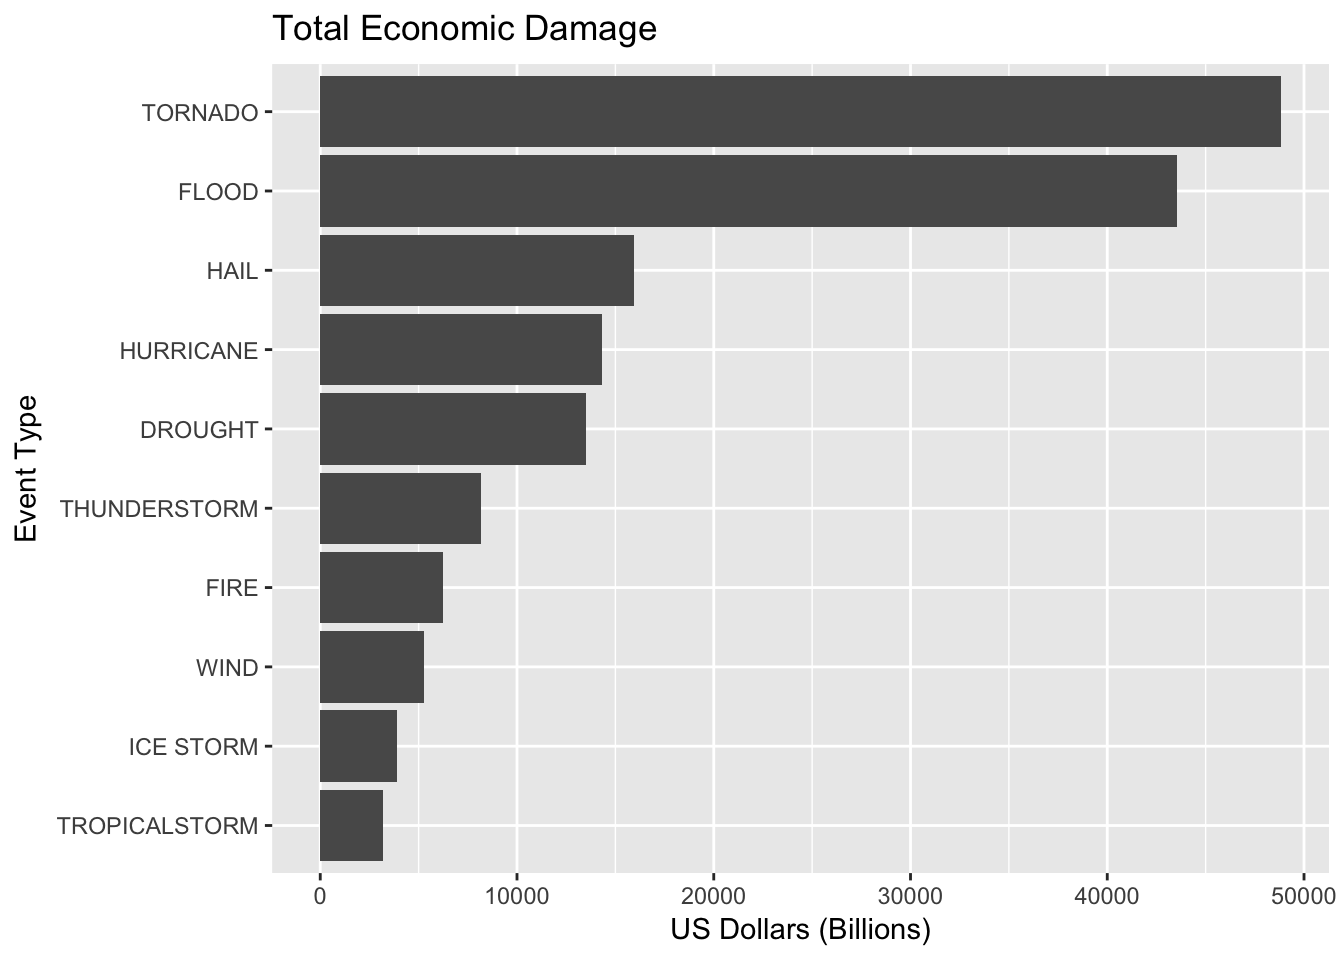 Total Economic Damage
Event Type
TORNADO
FLOOD
HAIL
HURRICANE
DROUGHT
THUNDERSTORM
FIRE
WIND
ICE STORM
TROPICALSTORM
0 10000 20000 30000 40000 50000
US Dollars (Billions)